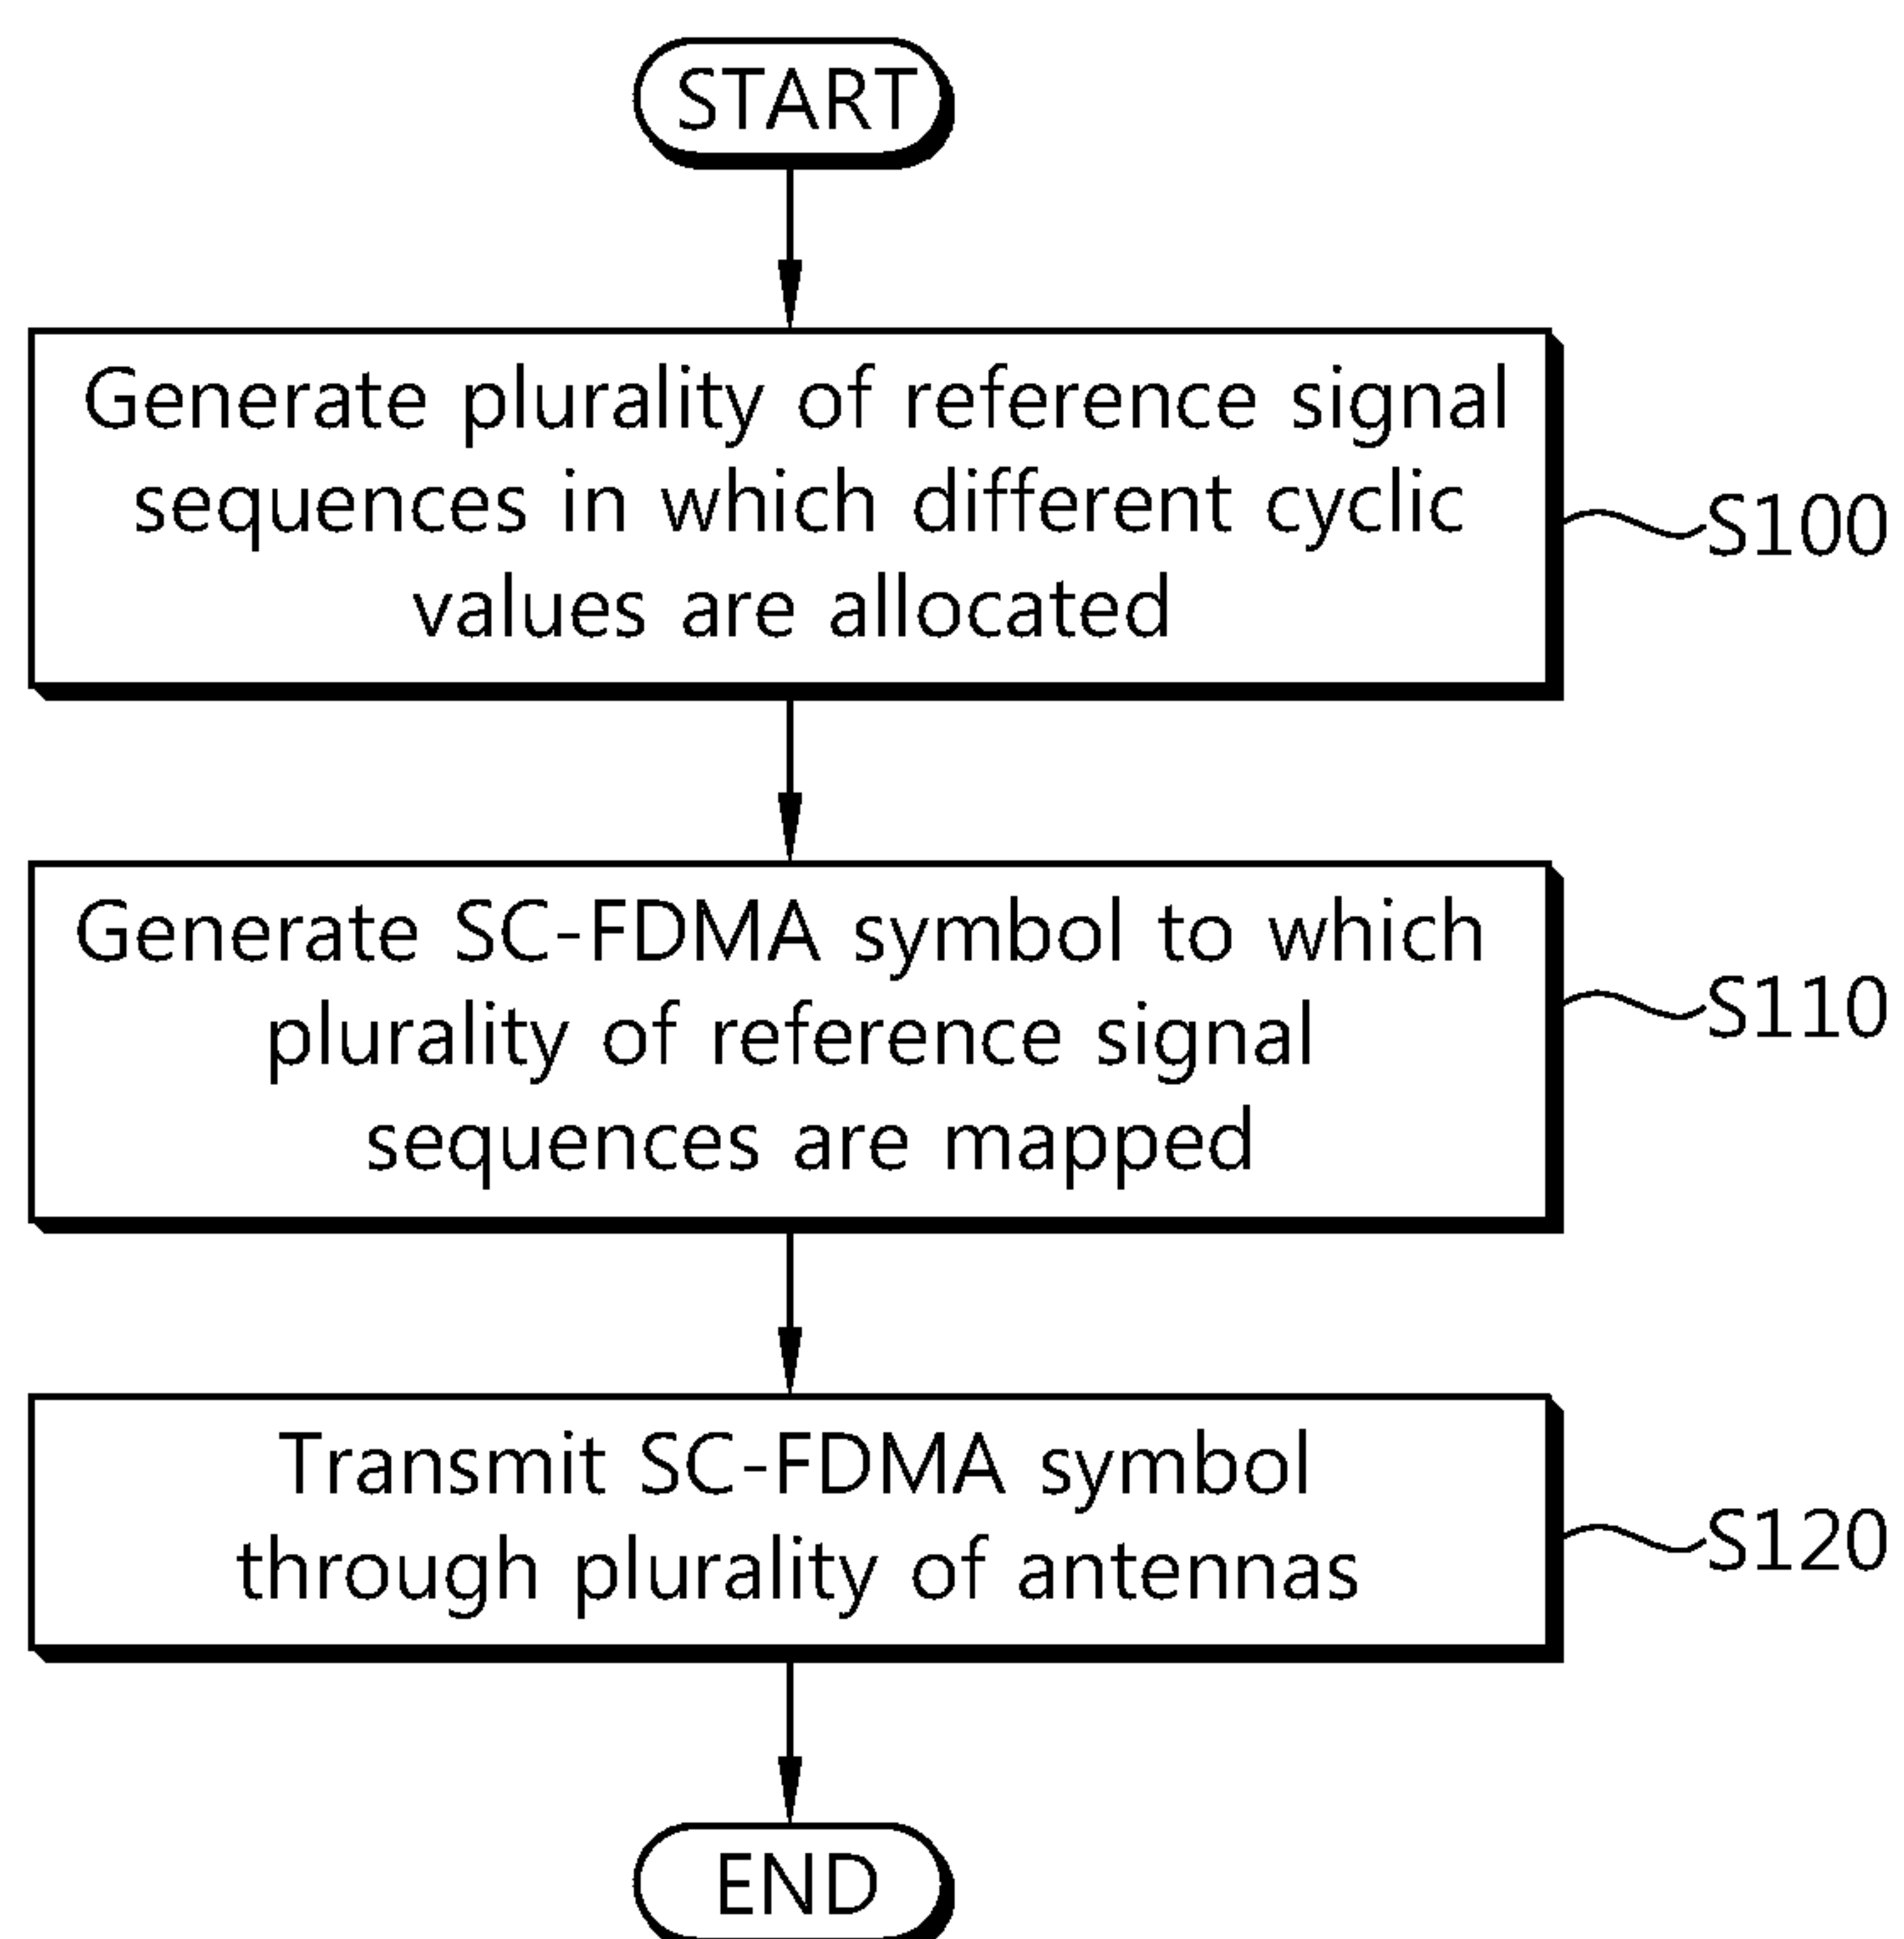 START
Generate plurality of reference signal
sequences in which different cyclic
values are allocated
S100
Generate SC-FDMA symbol to which
plurality of reference signal
sequences are mapped
S110
Transmit SC-FDMA symbol
through plurality of antennas
S120
END